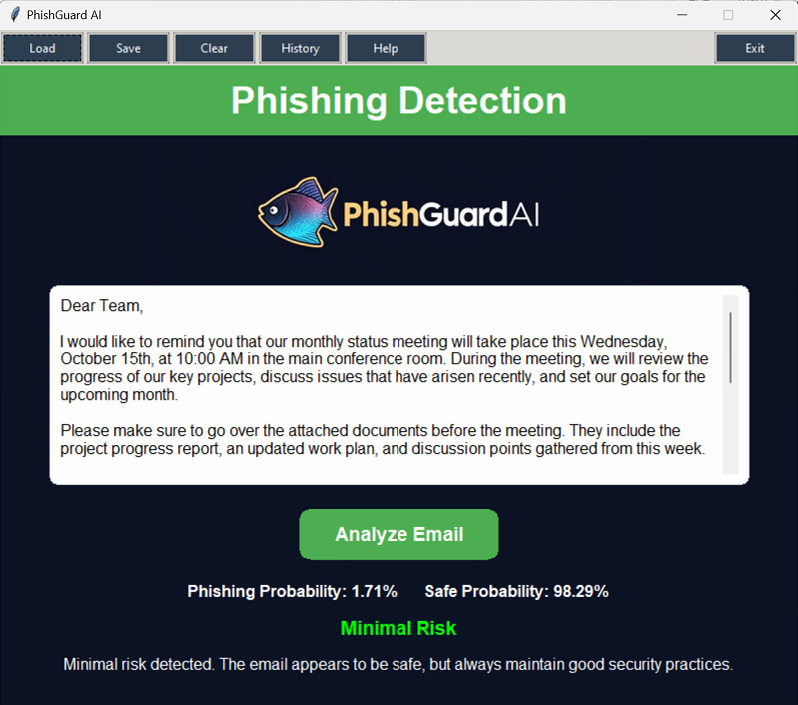 PhishGuard AI
Load Save Clear History Help Exit
Phishing Detection
PhishGuardAI
Dear Team,
I would like to remind you that our monthly status meeting will take place this Wednesday,
October 15th, at 10:00 AM in the main conference room. During the meeting, we will review the
progress of our key projects, discuss issues that have arisen recently, and set our goals for the
upcoming month.
Please make sure to go over the attached documents before the meeting. They include the
project progress report, an updated work plan, and discussion points gathered from this week.
Analyze Email
Phishing Probability: 1.71% Safe Probability: 98.29%
Minimal Risk
Minimal risk detected. The email appears to be safe, but always maintain good security practices.